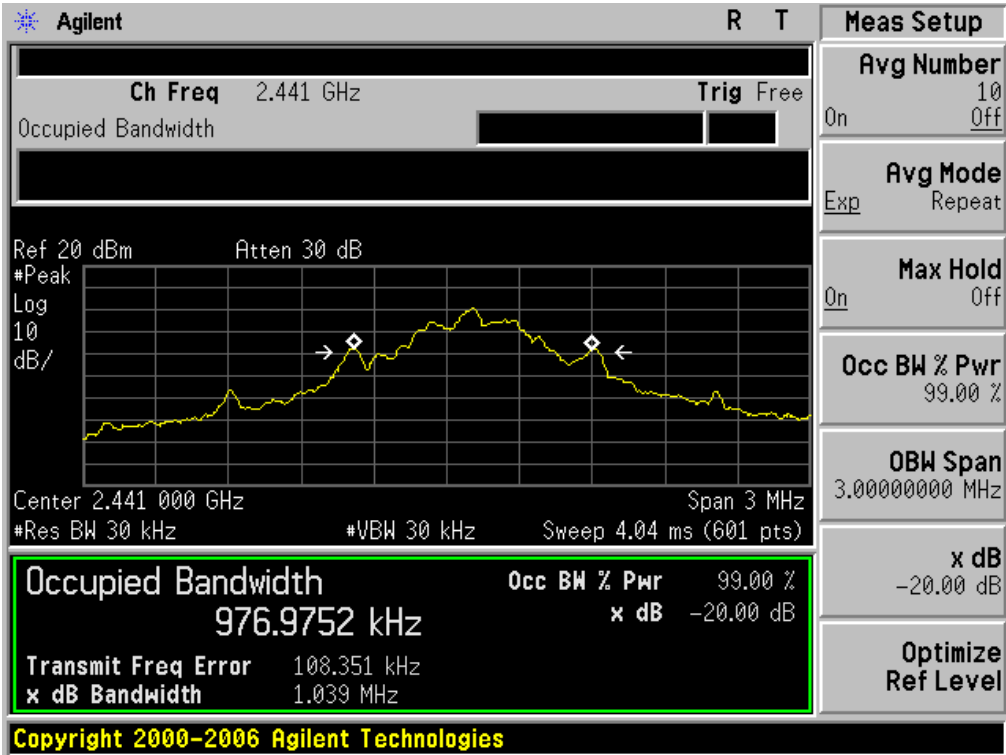 Agilent R T
Ch Freq 2.441 GHz Trig Free
Occupied Bandwidth
Ref 20 dBm Atten 30 dB
#Peak
Log
10
dB/
Center 2.441 000 GHz Span 3 MHz
#Res BW 30 kHz #VBW 30 kHz Sweep 4.04 ms (601 pts)
Occupied Bandwidth
976.9752 kHz
Occ BW % Pwr 99.00 %
x dB -20.00 dB
Transmit Freq Error 108.351 kHz
x dB Bandwidth 1.039 MHz
Copyright 2000-2006 Agilent Technologies
Meas Setup
Avg Number
10
On Off
Avg Mode
Exp Repeat
Max Hold
On Off
Occ BW % Pwr
99.00 %
OBW Span
3.00000000 MHz
x dB
-20.00 dB
Optimize
Ref Level